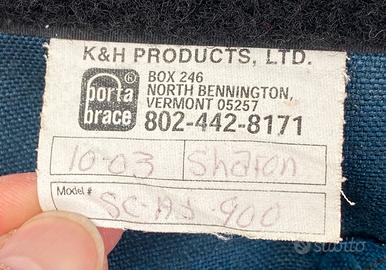 K&H PRODUCTS, LTD.
porta brace ®
BOX 246
NORTH BENNINGTON,
VERMONT 05257
802-442-8171
10-03 Sharon
Model # SC-HJ-900
subito